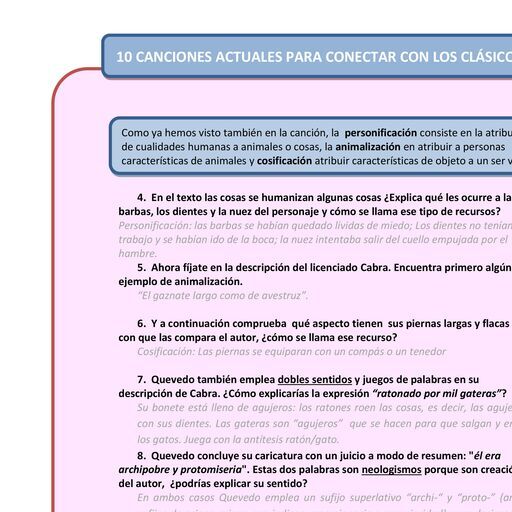 10 CANCIONES ACTUALES PARA CONECTAR CON LOS CLÁSICO
Como ya hemos visto también en la canción, la personificación consiste en la atribu
de cualidades humanas a animales o cosas, la animalización en atribuir a personas
características de animales y cosificación atribuir características de objeto a un ser v
4. En el texto las cosas se humanizan algunas cosas ¿Explica qué les ocurre a la
barbas, los dientes y la nuez del personaje y cómo se llama ese tipo de recursos?
Personificación: las barbas se habían quedado lívidas de miedo; Los dientes no tenían
trabajo y se habían ido de la boca; la nuez intentaba salir del cuello empujada por el
hambre.
5. Ahora fíjate en la descripción del licenciado Cabra. Encuentra primero algún
ejemplo de animalización.
"El gaznate largo como de avestruz".
6. Y a continuación comprueba qué aspecto tienen sus piernas largas y flacas
con que las compara el autor, ¿cómo se llama ese recurso?
Cosificación: Las piernas se equiparan con un compás o un tenedor
7. Quevedo también emplea dobles sentidos y juegos de palabras en su
descripción de Cabra. ¿Cómo explicarías la expresión "ratonado por mil gateras"?
Su bonete está lleno de agujeros: los ratones roen las cosas, es decir, las aguje
con sus dientes. Las gateras son "agujeros" que se hacen para que salgan y en
los gatos. Juega con la antítesis ratón/gato.
8. Quevedo concluye su caricatura con un juicio a modo de resumen: "él era
archipobre y protomiseria". Estas dos palabras son neologismos porque son creació
del autor, ¿podrías explicar su sentido?
En ambos casos Quevedo emplea un sufijo superlativo "archi-" y "proto-" (an